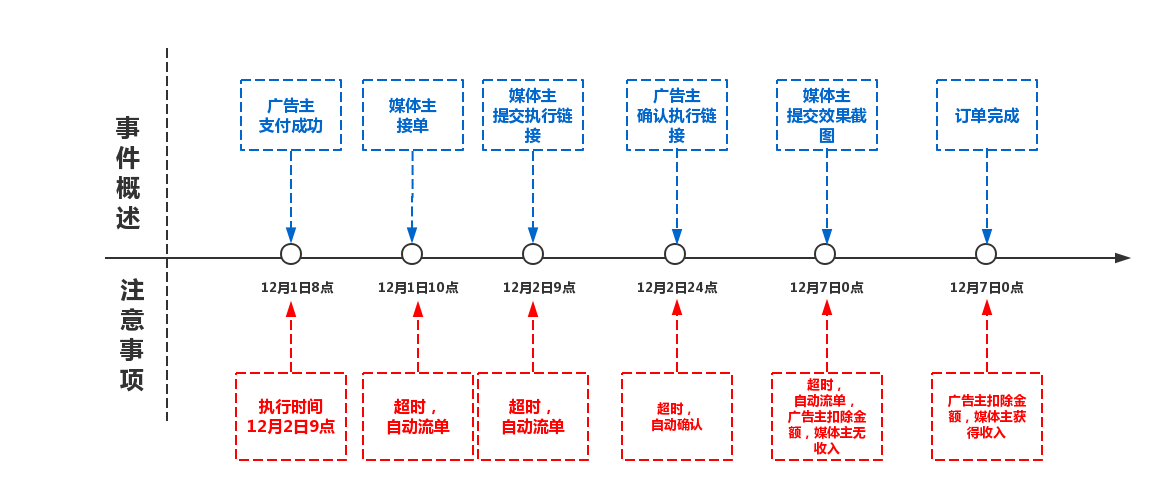 事件概述
广告主
支付成功
媒体主
接单
媒体主
提交执行链
接
广告主
确认执行链
接
媒体主
提交效果截
图
订单完成
12月1日8点
12月1日10点
12月2日9点
12月2日24点
12月7日0点
12月7日0点
注意事项
执行时间
12月2日9点
超时，
自动流单
超时，
自动流单
超时，
自动确认
超时，
自动流单，
广告主扣除金
额，媒体主无
收入
广告主扣除金
额，媒体主获
得收入